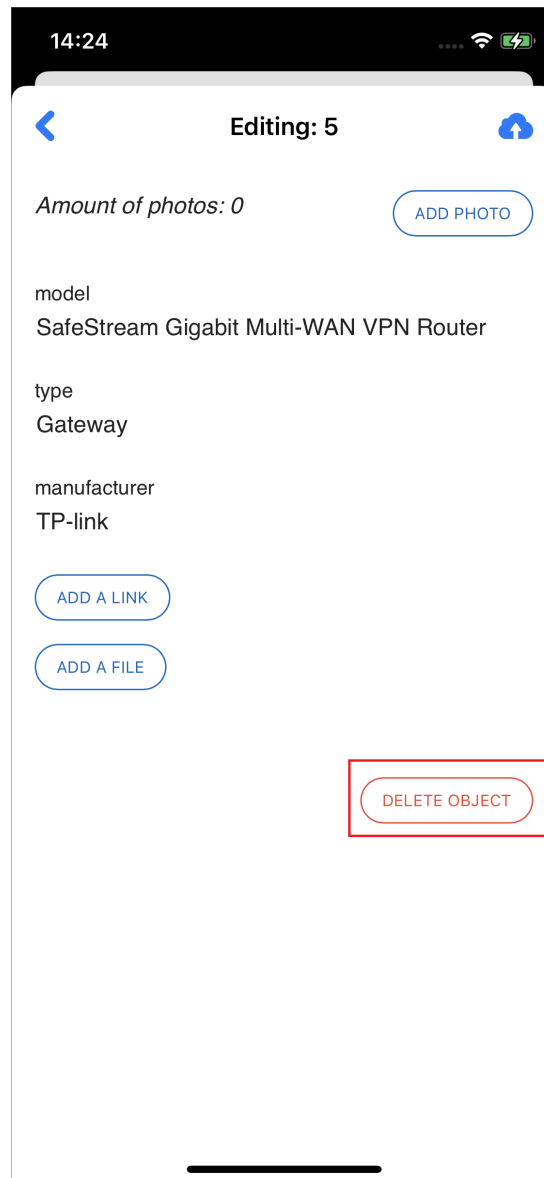 14:24
Editing: 5
Amount of photos: 0
ADD PHOTO
model
SafeStream Gigabit Multi-WAN VPN Router
type
Gateway
manufacturer
TP-link
ADD A LINK
ADD A FILE
DELETE OBJECT